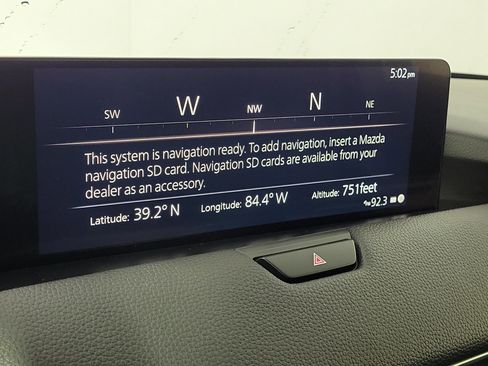 5:02pm
SW W NW N NE
This system is navigation ready. To add navigation, insert a Mazda
navigation SD card. Navigation SD cards are available from your
dealer as an accessory.
Latitude: 39.2° N Longitude: 84.4° W Altitude: 751feet
92.3